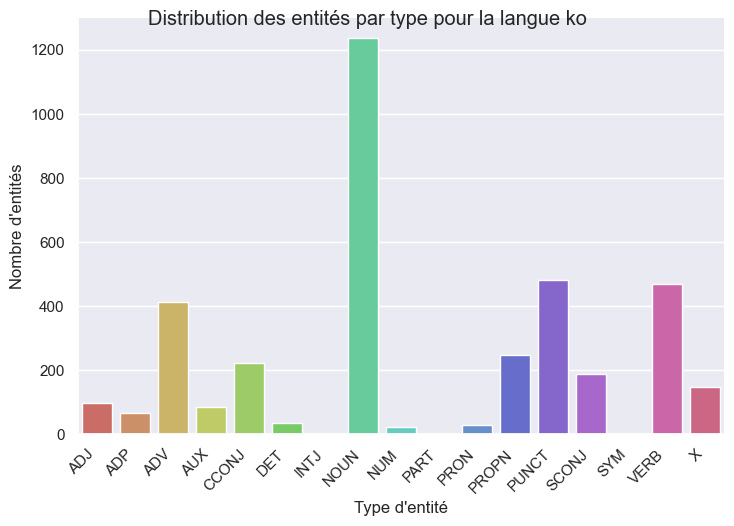 Distribution des entités par type pour la langue ko
1200
1000
800
600
400
200
0
Nombre d'entités
ADJ
ADP
ADV
AUX
CCONJ
DET
INTJ
NOUN
NUM
PART
PRON
PROPN
PUNCT
SCONJ
SYM
VERB
X
Type d'entité